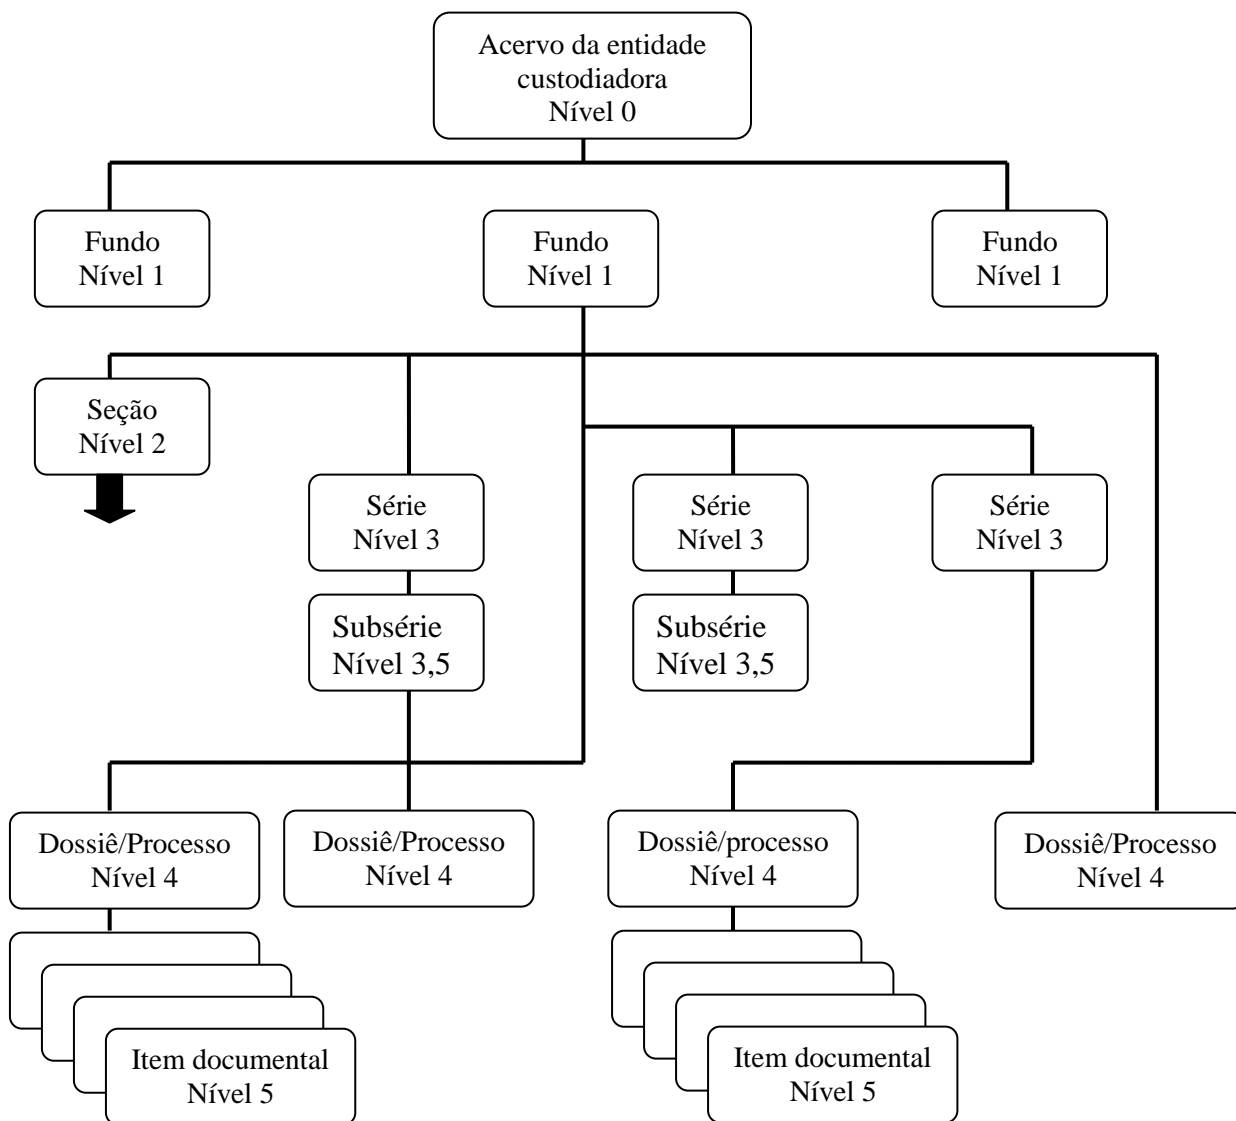 Acervo da entidade
custodiadora
Nível 0
Fundo
Nível 1
Fundo
Nível 1
Fundo
Nível 1
Seção
Nível 2
Série
Nível 3
Série
Nível 3
Série
Nível 3
Subsérie
Nível 3,5
Subsérie
Nível 3,5
Dossiê/Processo
Nível 4
Dossiê/Processo
Nível 4
Dossiê/processo
Nível 4
Dossiê/Processo
Nível 4
Item documental
Nível 5
Item documental
Nível 5